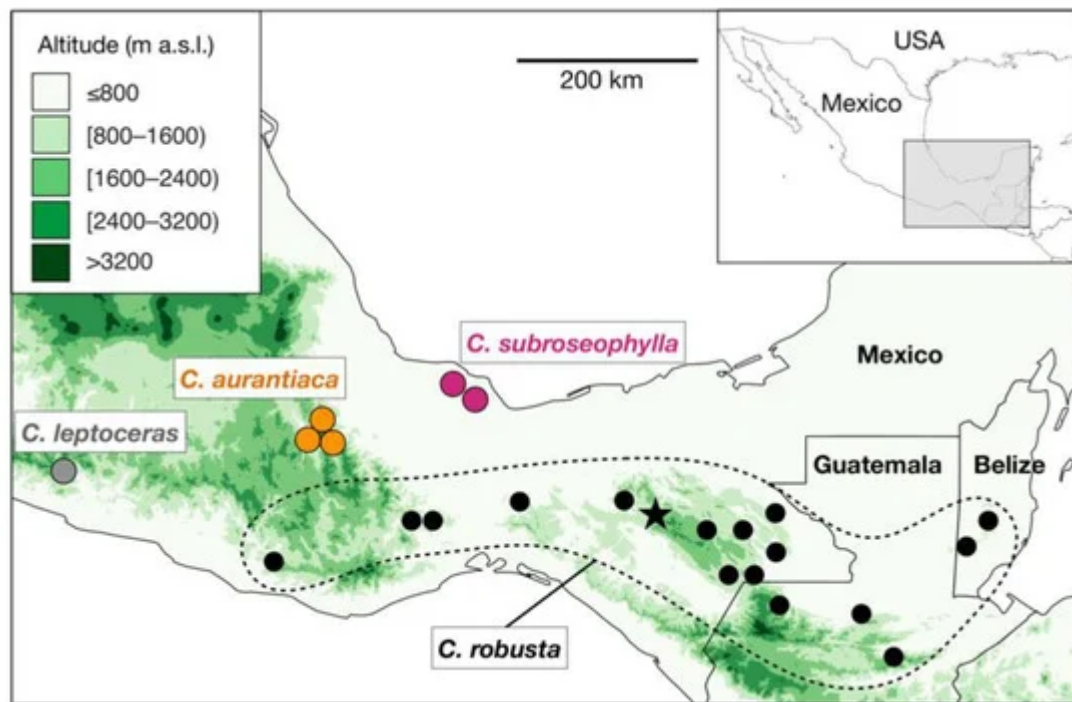 Altitude (m a.s.l.)
≤800
[800–1600)
[1600–2400)
[2400–3200)
>3200
200 km
USA
Mexico
C. subroseophylla
Mexico
C. aurantiaca
C. leptoceras
Guatemala
Belize
C. robusta